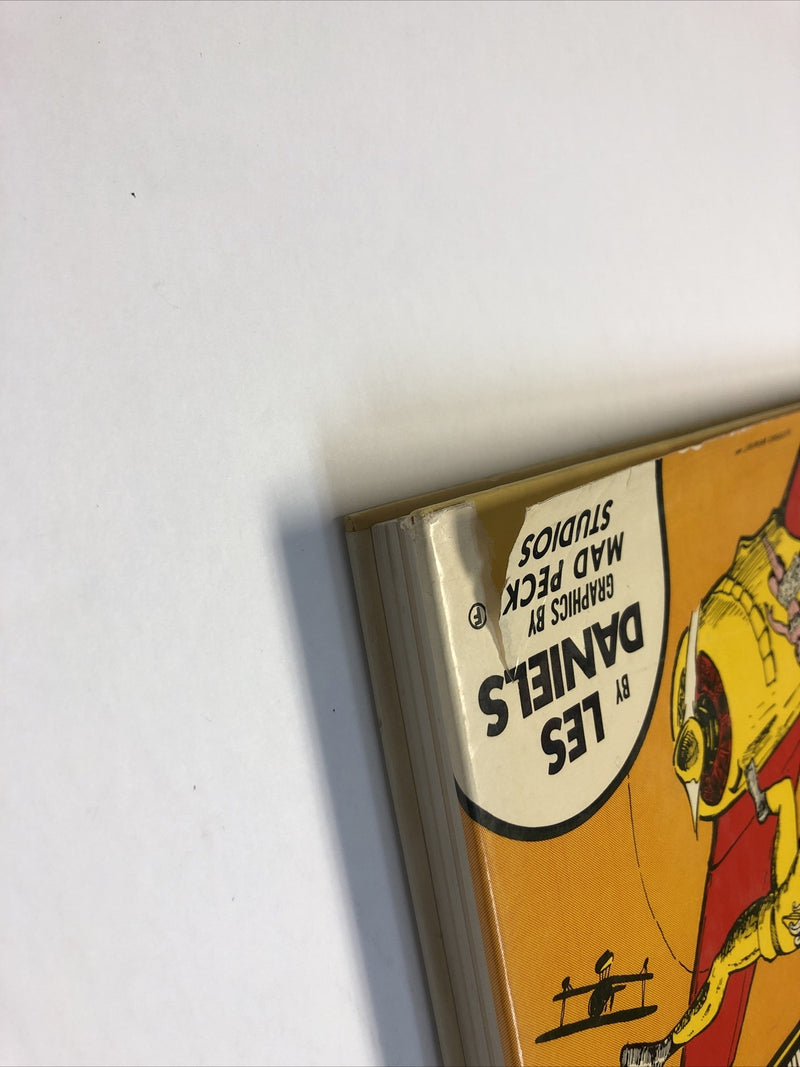 BY
LES
DANIELS
GRAPHICS BY
MAD PECK
STUDIOS
F